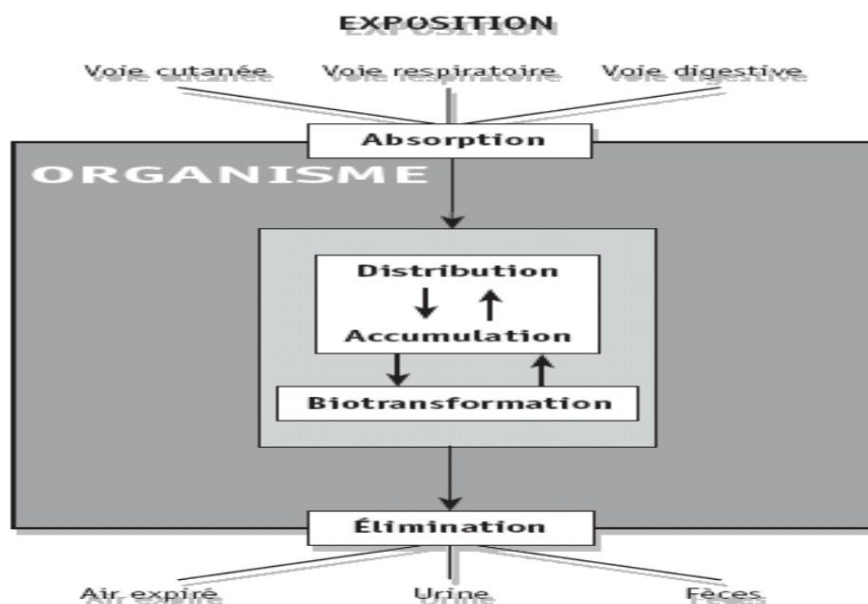 EXPOSITION
Voie cutanée Voie respiratoire Voie digestive
Absorption
ORGANISME
Distribution
Accumulation
Biotransformation
Élimination
Air expiré Urine Fèces